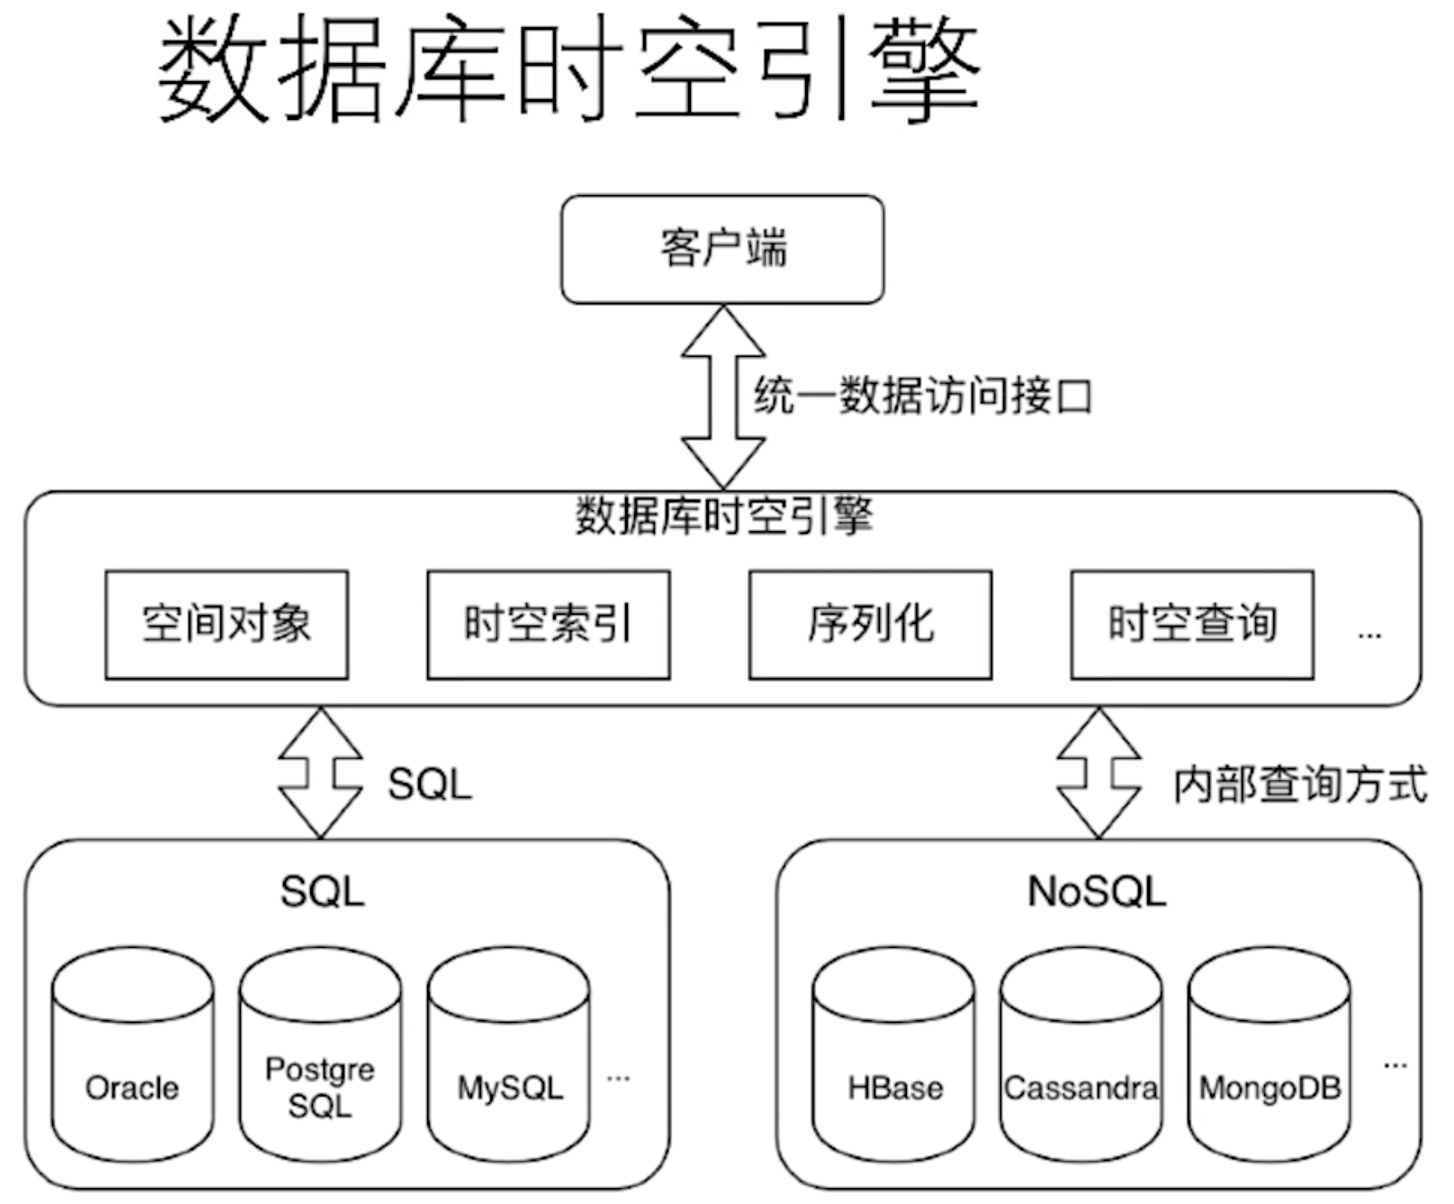 数据库时空引擎
客户端
统一数据访问接口
数据库时空引擎
空间对象
时空索引
序列化
时空查询
...
SQL
内部查询方式
SQL
Oracle
Postgre
SQL
MySQL
...
NoSQL
HBase
Cassandra
MongoDB
...